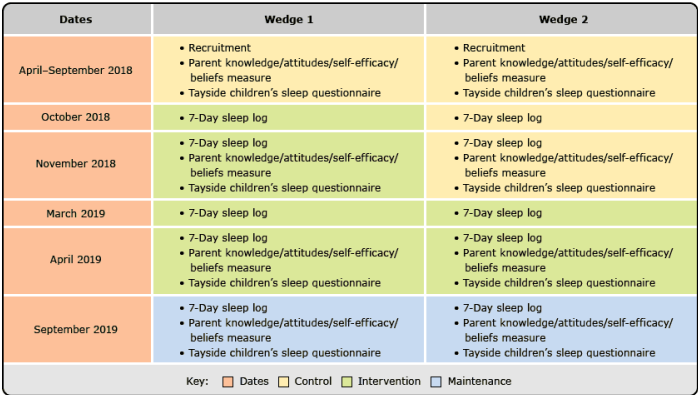 Dates Wedge 1 Wedge 2
April–September 2018
• Recruitment
• Parent knowledge/attitudes/self-efficacy/
beliefs measure
• Tayside children's sleep questionnaire
• Recruitment
• Parent knowledge/attitudes/self-efficacy/
beliefs measure
• Tayside children's sleep questionnaire
October 2018
• 7-Day sleep log
• 7-Day sleep log
November 2018
• 7-Day sleep log
• Parent knowledge/attitudes/self-efficacy/
beliefs measure
• Tayside children's sleep questionnaire
• 7-Day sleep log
• Parent knowledge/attitudes/self-efficacy/
beliefs measure
• Tayside children's sleep questionnaire
March 2019
• 7-Day sleep log
• 7-Day sleep log
April 2019
• 7-Day sleep log
• Parent knowledge/attitudes/self-efficacy/
beliefs measure
• Tayside children's sleep questionnaire
• 7-Day sleep log
• Parent knowledge/attitudes/self-efficacy/
beliefs measure
• Tayside children's sleep questionnaire
September 2019
• 7-Day sleep log
• Parent knowledge/attitudes/self-efficacy/
beliefs measure
• Tayside children's sleep questionnaire
• 7-Day sleep log
• Parent knowledge/attitudes/self-efficacy/
beliefs measure
• Tayside children's sleep questionnaire
Key: Dates Control Intervention Maintenance